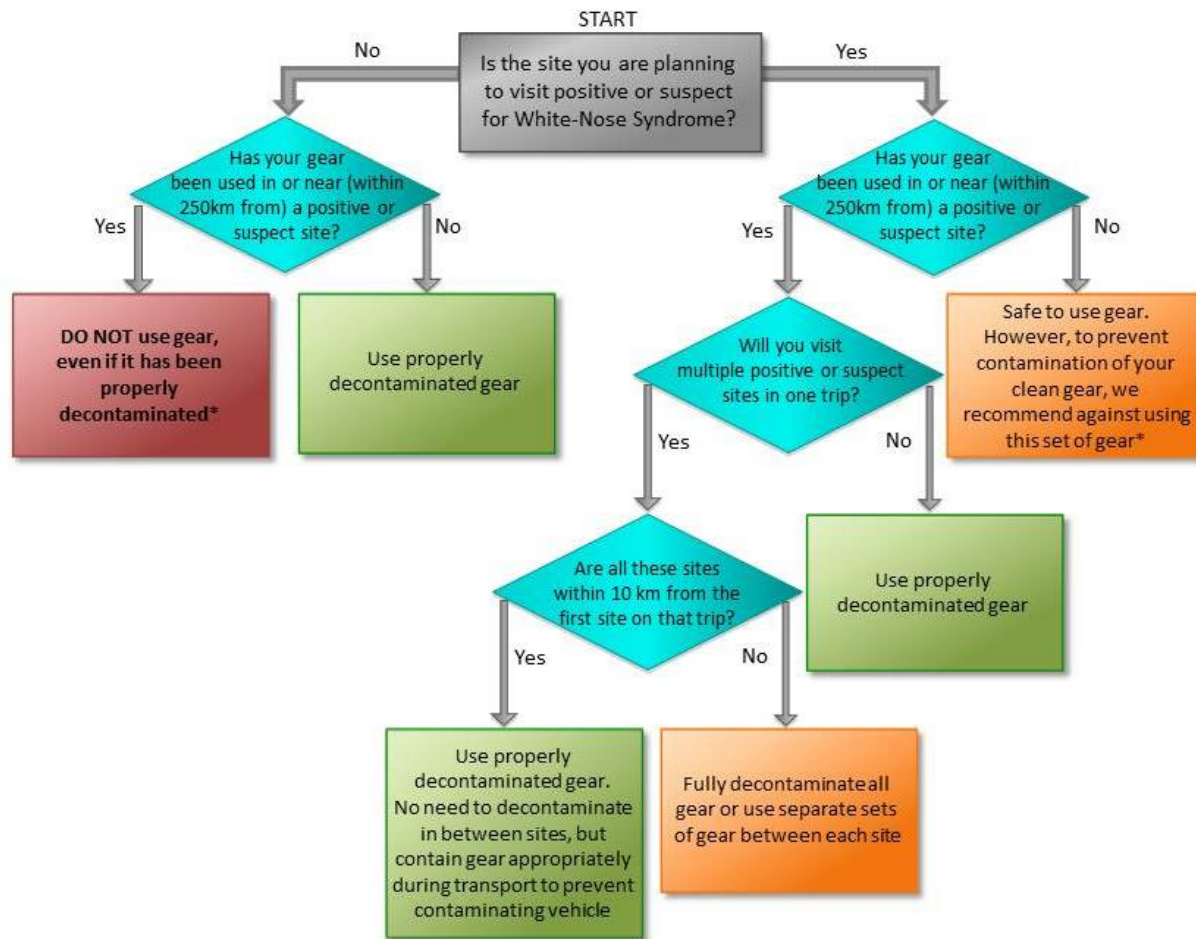 START
No
Yes
Is the site you are planning
to visit positive or suspect
for White-Nose Syndrome?
Has your gear
been used in or near (within
250km from) a positive or
suspect site?
Has your gear
been used in or near (within
250km from) a positive or
suspect site?
Yes
No
Yes
No
DO NOT use gear,
even if it has been
properly
decontaminated*
Use properly
decontaminated gear
Will you visit
multiple positive or suspect
sites in one trip?
Safe to use gear.
However, to prevent
contamination of your
clean gear, we
recommend against using
this set of gear*
Yes
No
Are all these sites
within 10 km from the
first site on that trip?
Use properly
decontaminated gear
Yes
No
Use properly
decontaminated gear.
No need to decontaminate
in between sites, but
contain gear appropriately
during transport to prevent
contaminating vehicle
Fully decontaminate all
gear or use separate sets
of gear between each site